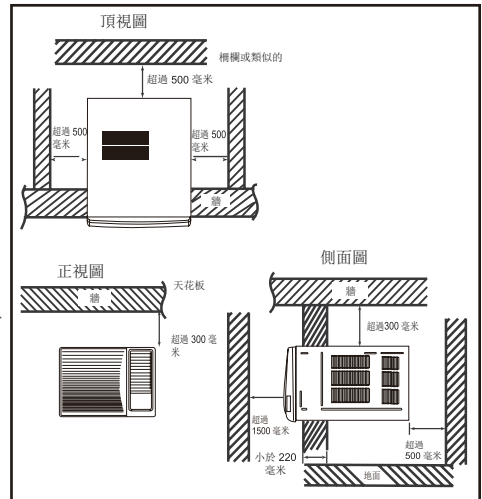 頂視圖
柵欄或類似的
超過 500 毫米
超過 500
毫米
超過 500
毫米
牆
正視圖
牆
天花板
超過 300 毫
米
側面圖
牆
超過300 毫米
超過
1500 毫米
小於 220
毫米
超過
500 毫米
地面